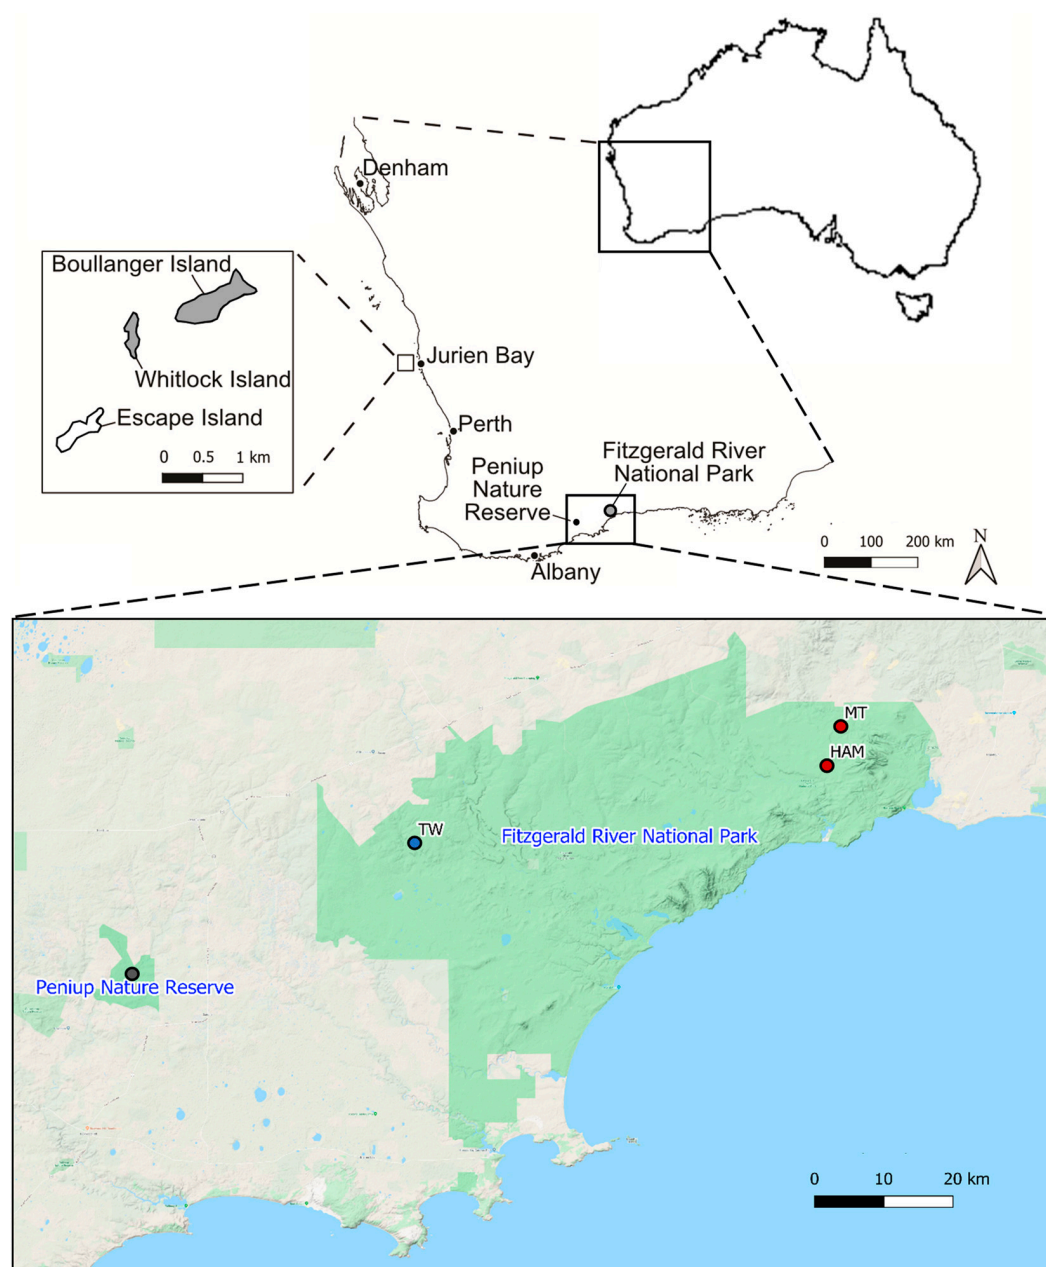 Denham
Boullanger Island
Whitlock Island
Escape Island
0 0.5 1 km
Jurien Bay
Perth
Fitzgerald River
National Park
Peniup
Nature
Reserve
Albany
0 100 200 km
N
MT
HAM
TW
Fitzgerald River National Park
Peniup Nature Reserve
0 10 20 km